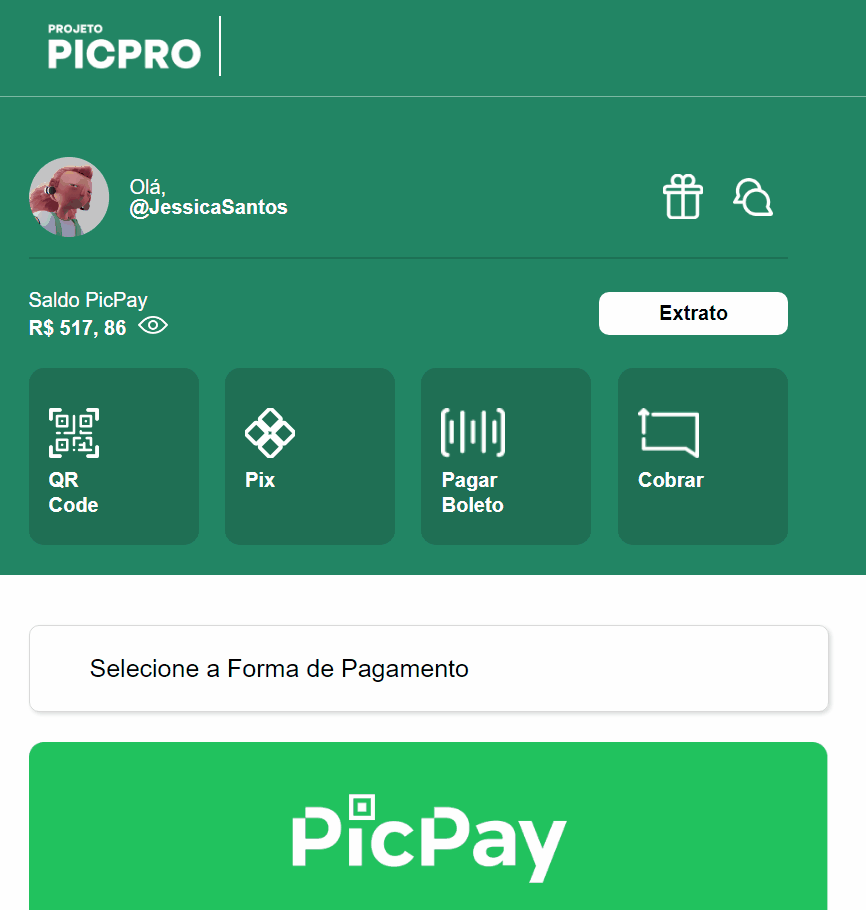 PROJETO
PICPRO
Olá,
@JessicaSantos
Saldo PicPay
R$ 517, 86
Extrato
QR
Code
Pix
Pagar
Boleto
Cobrar
Selecione a Forma de Pagamento
PicPay